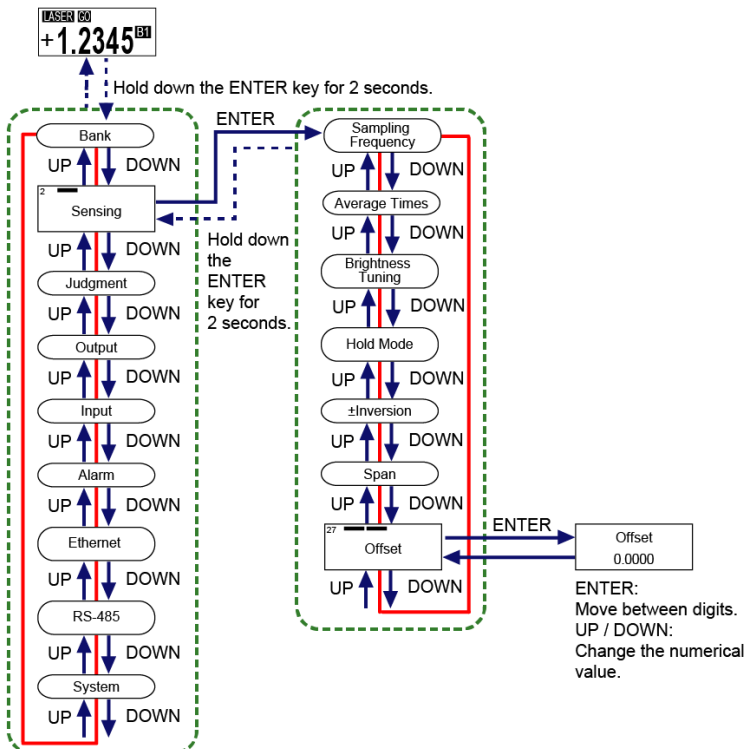 LASER GO
+1.2345 B1
Hold down the ENTER key for 2 seconds.
Bank
UP DOWN
2
Sensing
UP DOWN
Judgment
UP DOWN
Output
UP DOWN
Input
UP DOWN
Alarm
UP DOWN
Ethernet
UP DOWN
RS-485
UP DOWN
System
UP DOWN
ENTER
Hold down
the
ENTER
key for
2 seconds.
Sampling
Frequency
UP DOWN
Average Times
UP DOWN
Brightness
Tuning
UP DOWN
Hold Mode
UP DOWN
±Inversion
UP DOWN
Span
UP DOWN
27
Offset
UP DOWN
ENTER
Offset
0.0000
ENTER:
Move between digits.
UP / DOWN:
Change the numerical
value.